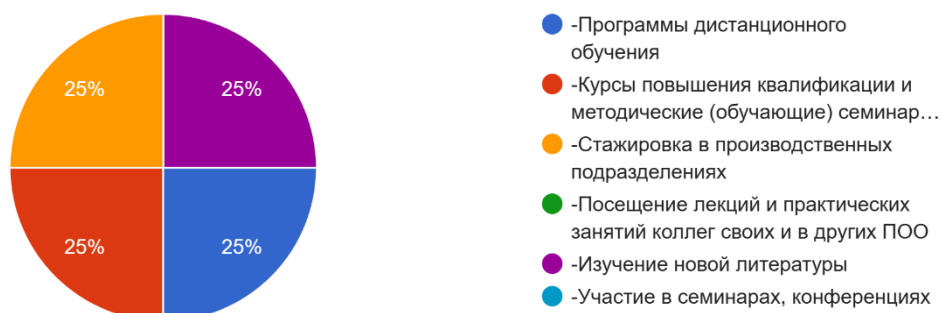 25%
25%
25%
25%
-Программы дистанционного
обучения
-Курсы повышения квалификации и
методические (обучающие) семинар…
-Стажировка в производственных
подразделениях
-Посещение лекций и практических
занятий коллег своих и в других ПОО
-Изучение новой литературы
-Участие в семинарах, конференциях